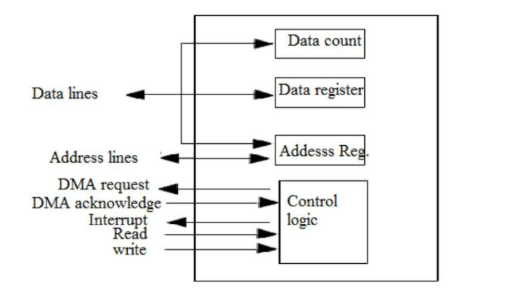 Data count
Data lines
Data register
Address lines
Addesss Reg.
DMA request
DMA acknowledge
Interrupt
Read
write
Control
logic